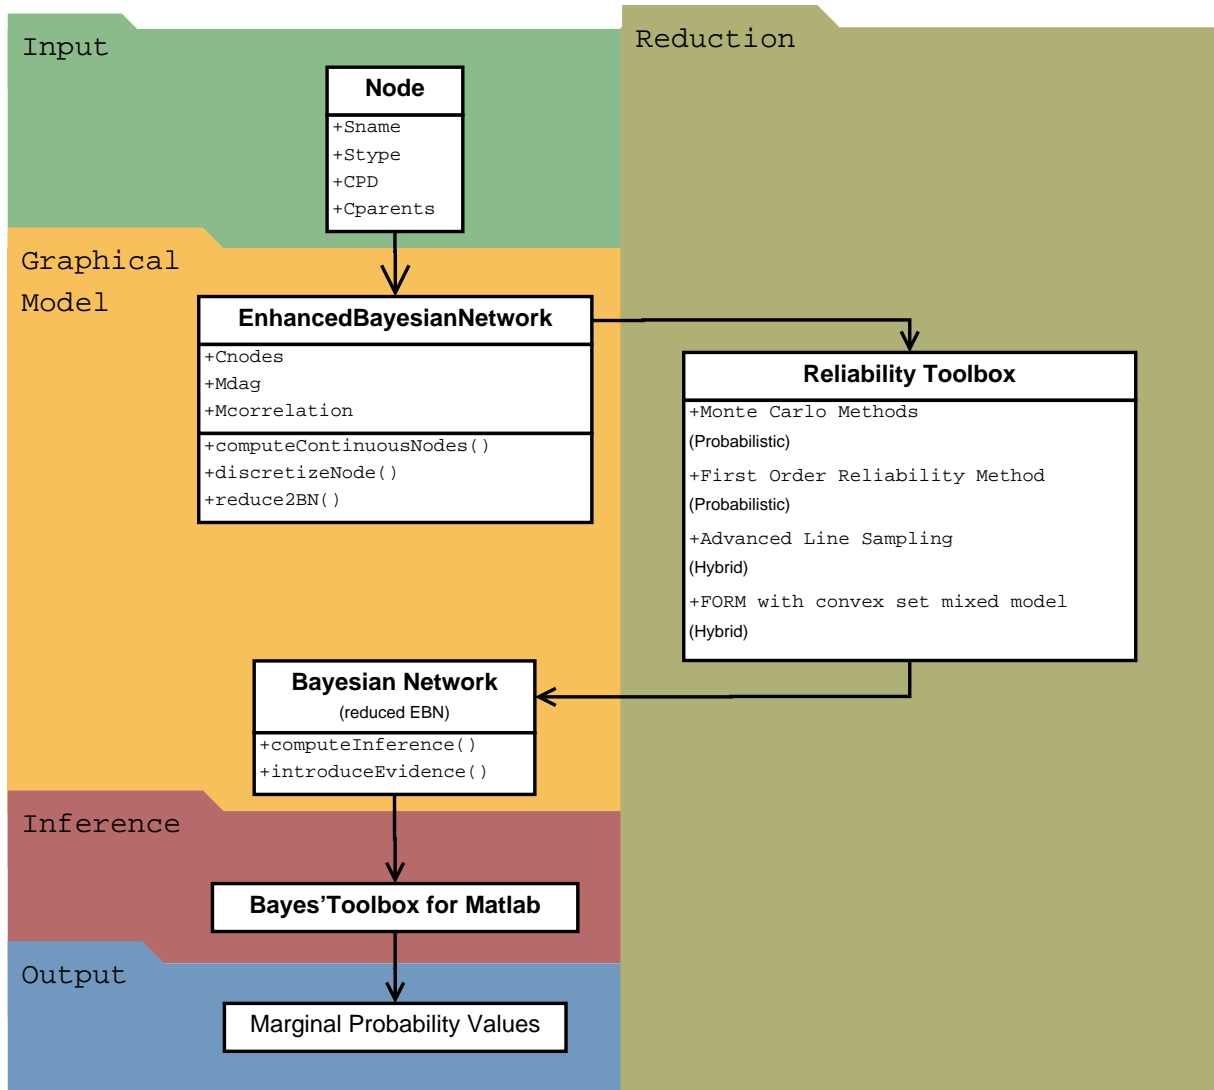 Input
Node
+Sname
+Stype
+CPD
+Cparents
Graphical
Model
EnhancedBayesianNetwork
+Cnodes
+Mdag
+Mcorrelation
+computeContinuousNodes()
+discretizeNode()
+reduce2BN()
Reduction
Reliability Toolbox
+Monte Carlo Methods
(Probabilistic)
+First Order Reliability Method
(Probabilistic)
+Advanced Line Sampling
(Hybrid)
+FORM with convex set mixed model
(Hybrid)
Bayesian Network
(reduced EBN)
+computeInference()
+introduceEvidence()
Inference
Bayes'Toolbox for Matlab
Output
Marginal Probability Values